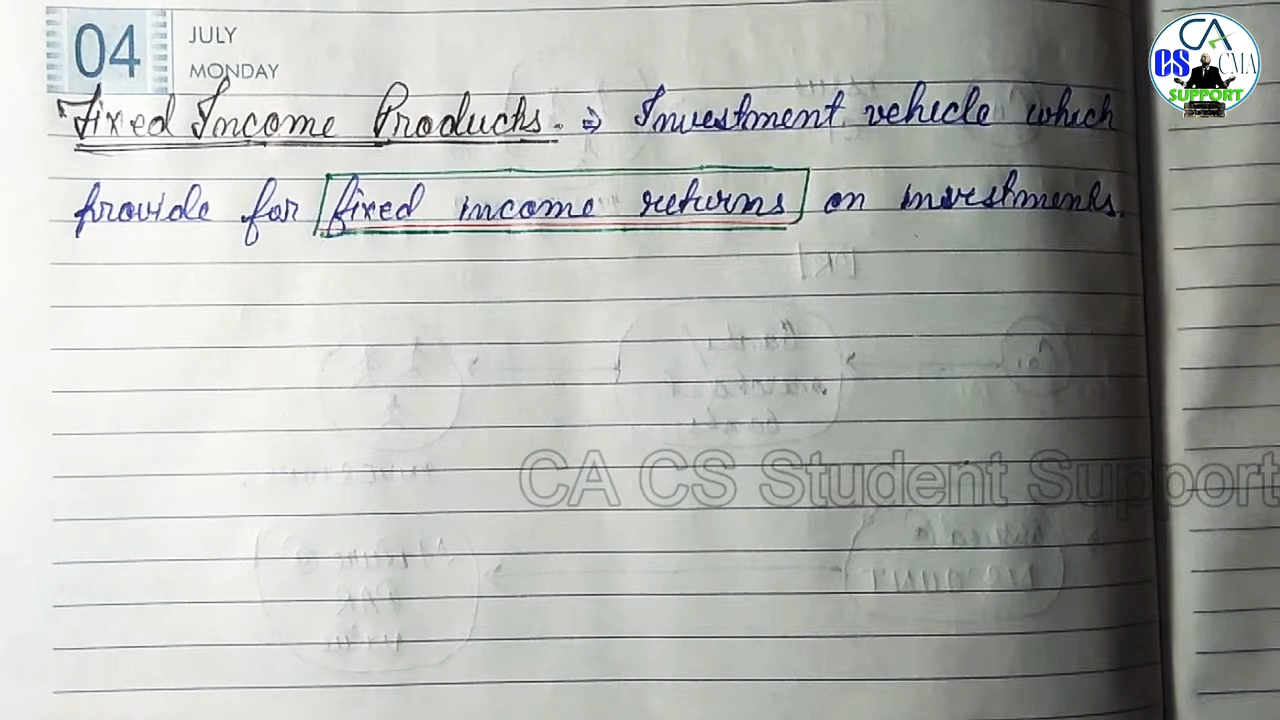 04
JULY
MONDAY
CA
CS CMA
SUPPORT
Fixed Income Products. ⇒ Investment vehicle which
provide for fixed income returns on investments.
CA CS Student Support